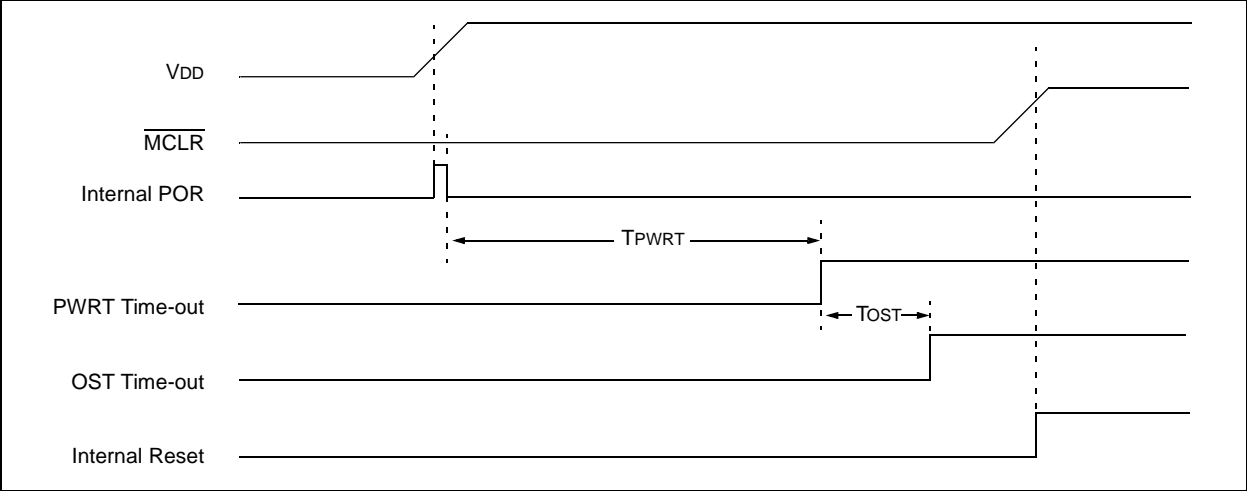 VDD
MCLR
Internal POR
TPWRT
PWRT Time-out
TOST
OST Time-out
Internal Reset